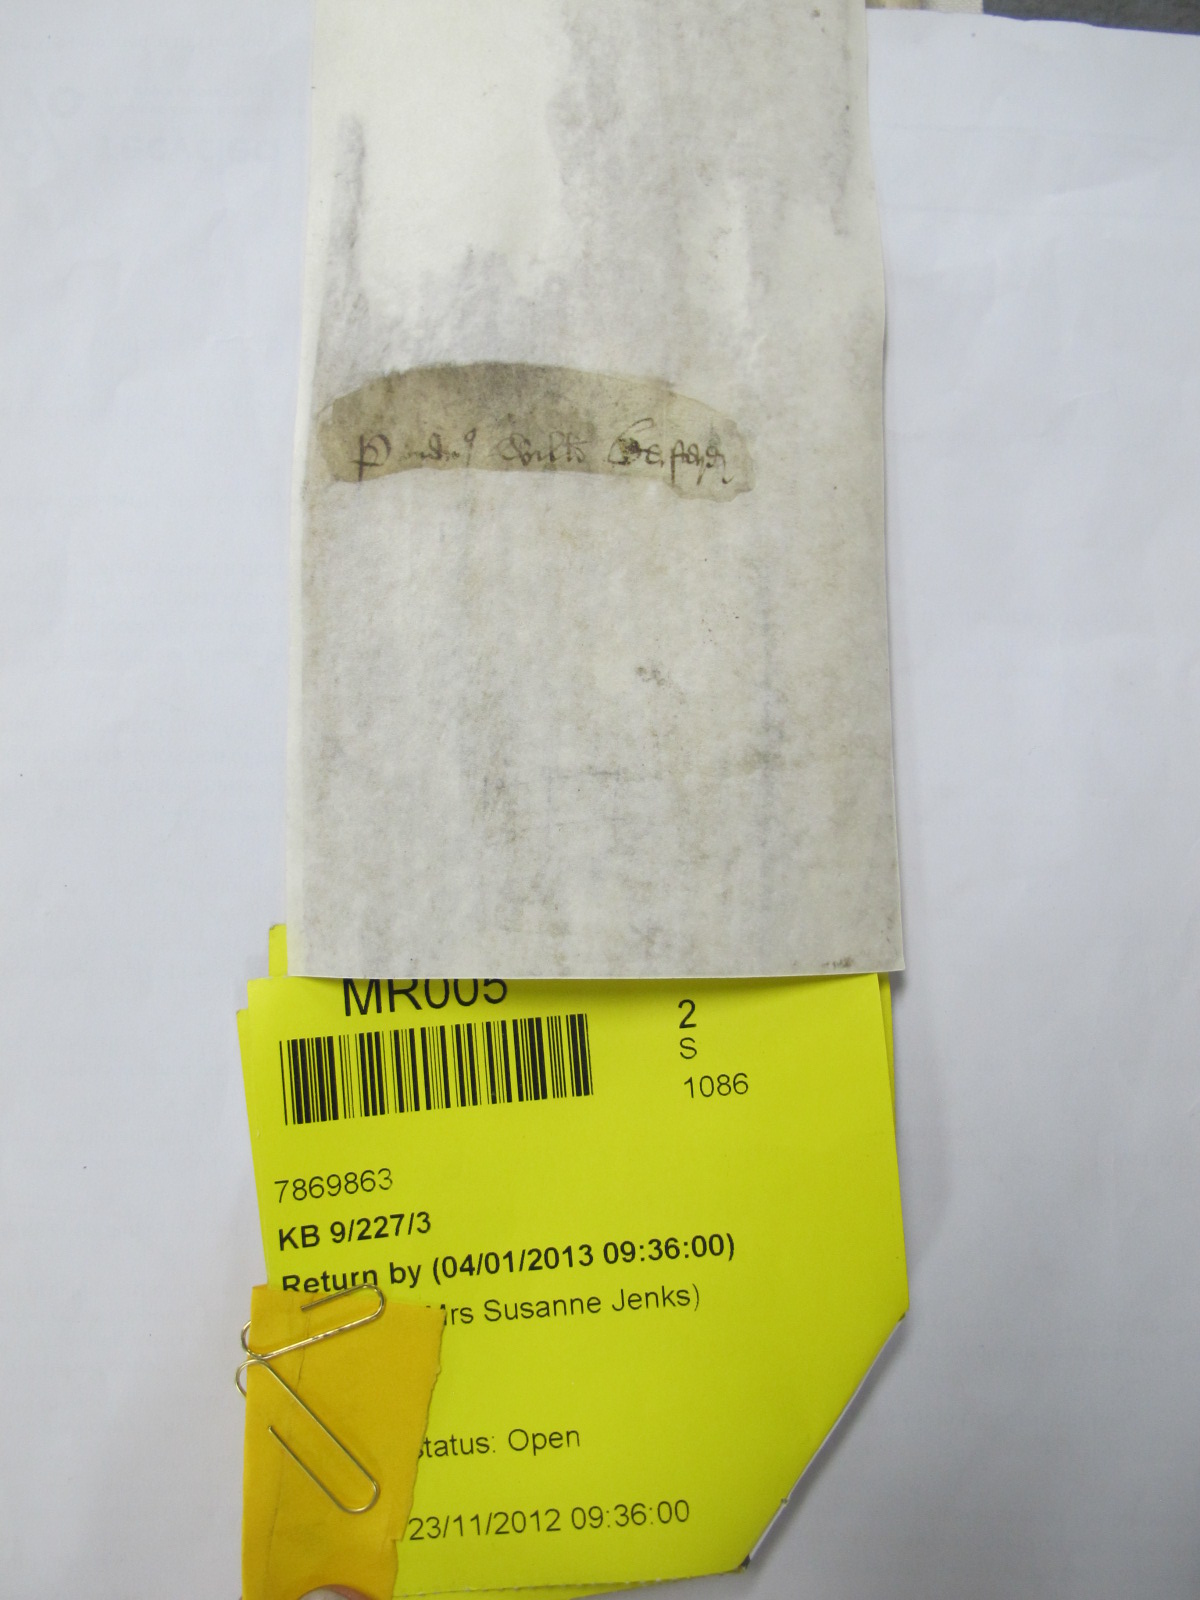 Willm
MR005
2
S
1086
7869863
KB 9/227/3
Return by (04/01/2013 09:36:00)
Mrs Susanne Jenks)
status: Open
23/11/2012 09:36:00